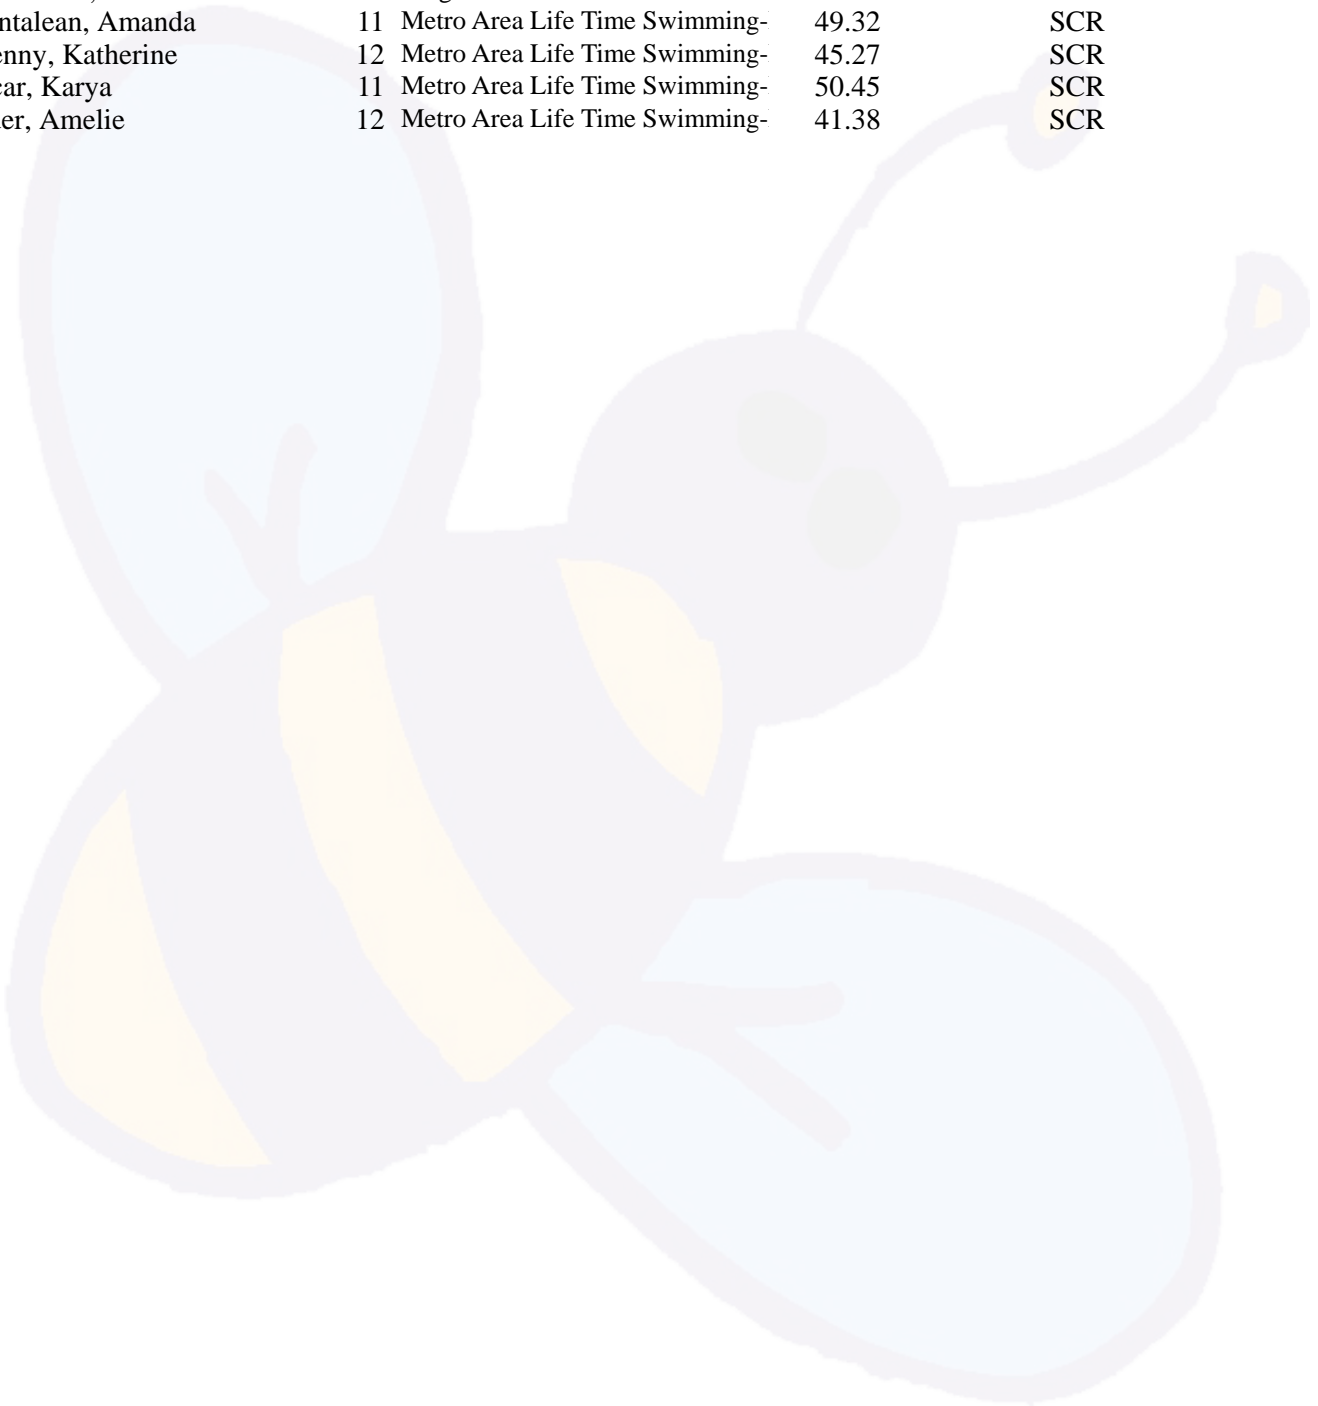 ntalean, Amanda 11 Metro Area Life Time Swimming- 49.32 SCR
enny, Katherine 12 Metro Area Life Time Swimming- 45.27 SCR
car, Karya 11 Metro Area Life Time Swimming- 50.45 SCR
er, Amelie 12 Metro Area Life Time Swimming- 41.38 SCR